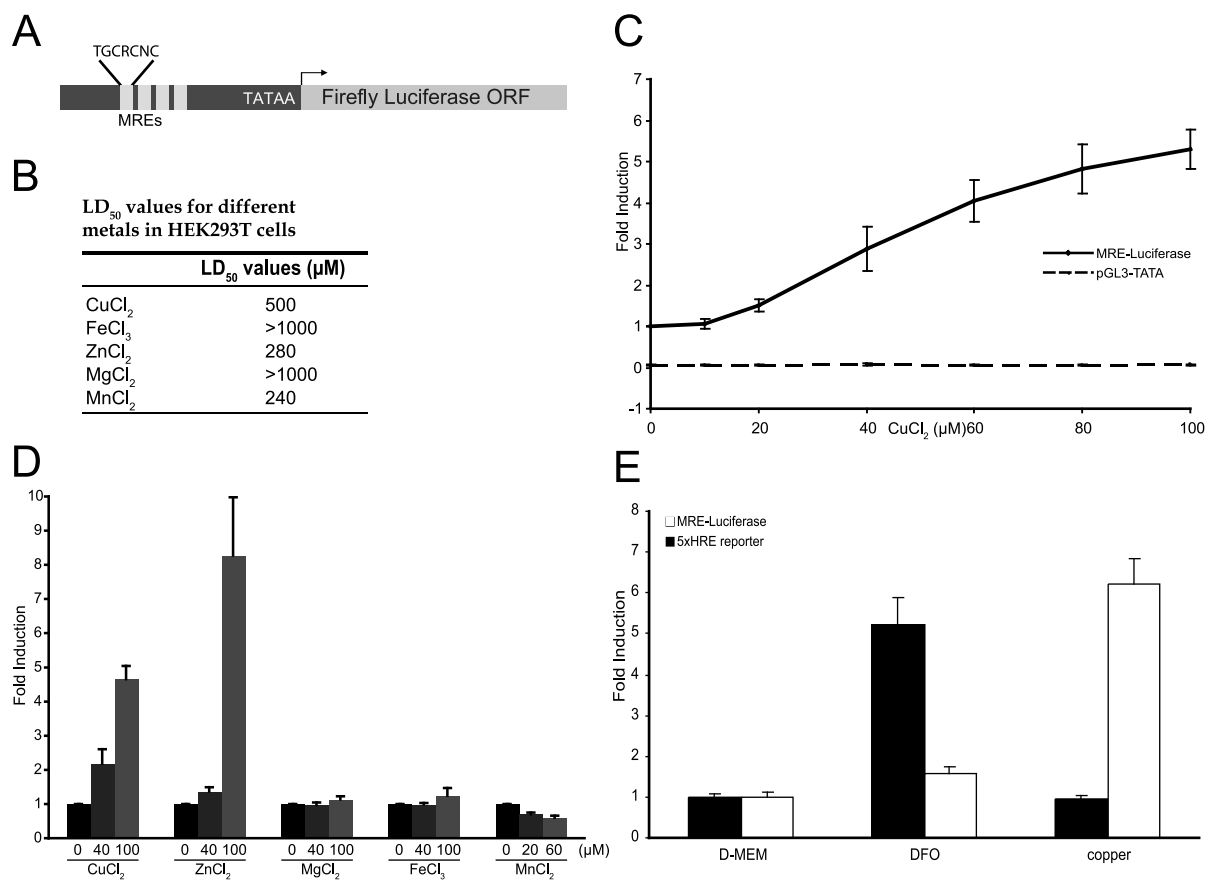 A
TGCRCNC
TATAA
Firefly Luciferase ORF
MREs
B
LD50 values for different
metals in HEK293T cells
LD50 values (µM)
CuCl2 500
FeCl3 >1000
ZnCl2 280
MgCl2 >1000
MnCl2 240
C
Fold Induction
7
6
5
4
3
2
1
0
-1
MRE-Luciferase
pGL3-TATA
0 20 40 60 80 100
CuCl2 (µM)
D
Fold Induction
10
9
8
7
6
5
4
3
2
1
0
0 40 100 0 40 100 0 40 100 0 40 100 0 20 60 (µM)
CuCl2 ZnCl2 MgCl2 FeCl3 MnCl2
E
Fold Induction
8
7
6
5
4
3
2
1
0
MRE-Luciferase
5xHRE reporter
D-MEM DFO copper